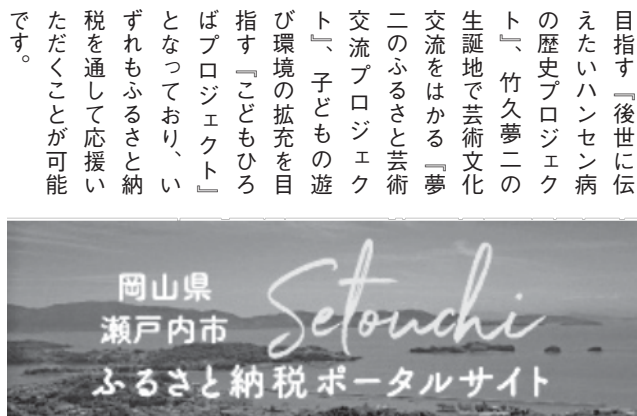 目指す『後世に伝
えたいハンセン病
の歴史プロジェク
ト』、竹久夢二の
生誕地で芸術文化
交流をはかる『夢
二のふるさと芸術
交流プロジェク
ト』、子どもの遊
び環境の拡充を目
指す『こどもひろ
ばプロジェクト』
となっており、い
ずれもふるさと納
税を通して応援い
ただくことが可能
です。
岡山県
瀬戸内市
Setouchi
ふるさと納税ポータルサイト